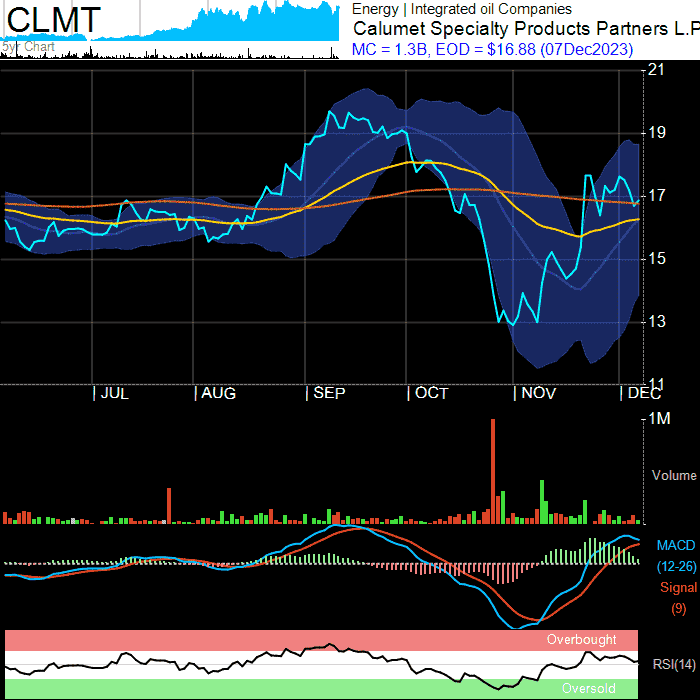 CLMT
5yr Chart
Energy | Integrated oil Companies
Calumet Specialty Products Partners L.P
MC = 1.3B, EOD = $16.88 (07Dec2023)
21
19
17
15
13
11
JUL AUG SEP OCT NOV DEC
1M
Volume
MACD
(12-26)
Signal
(9)
Overbought
RSI(14)
Oversold